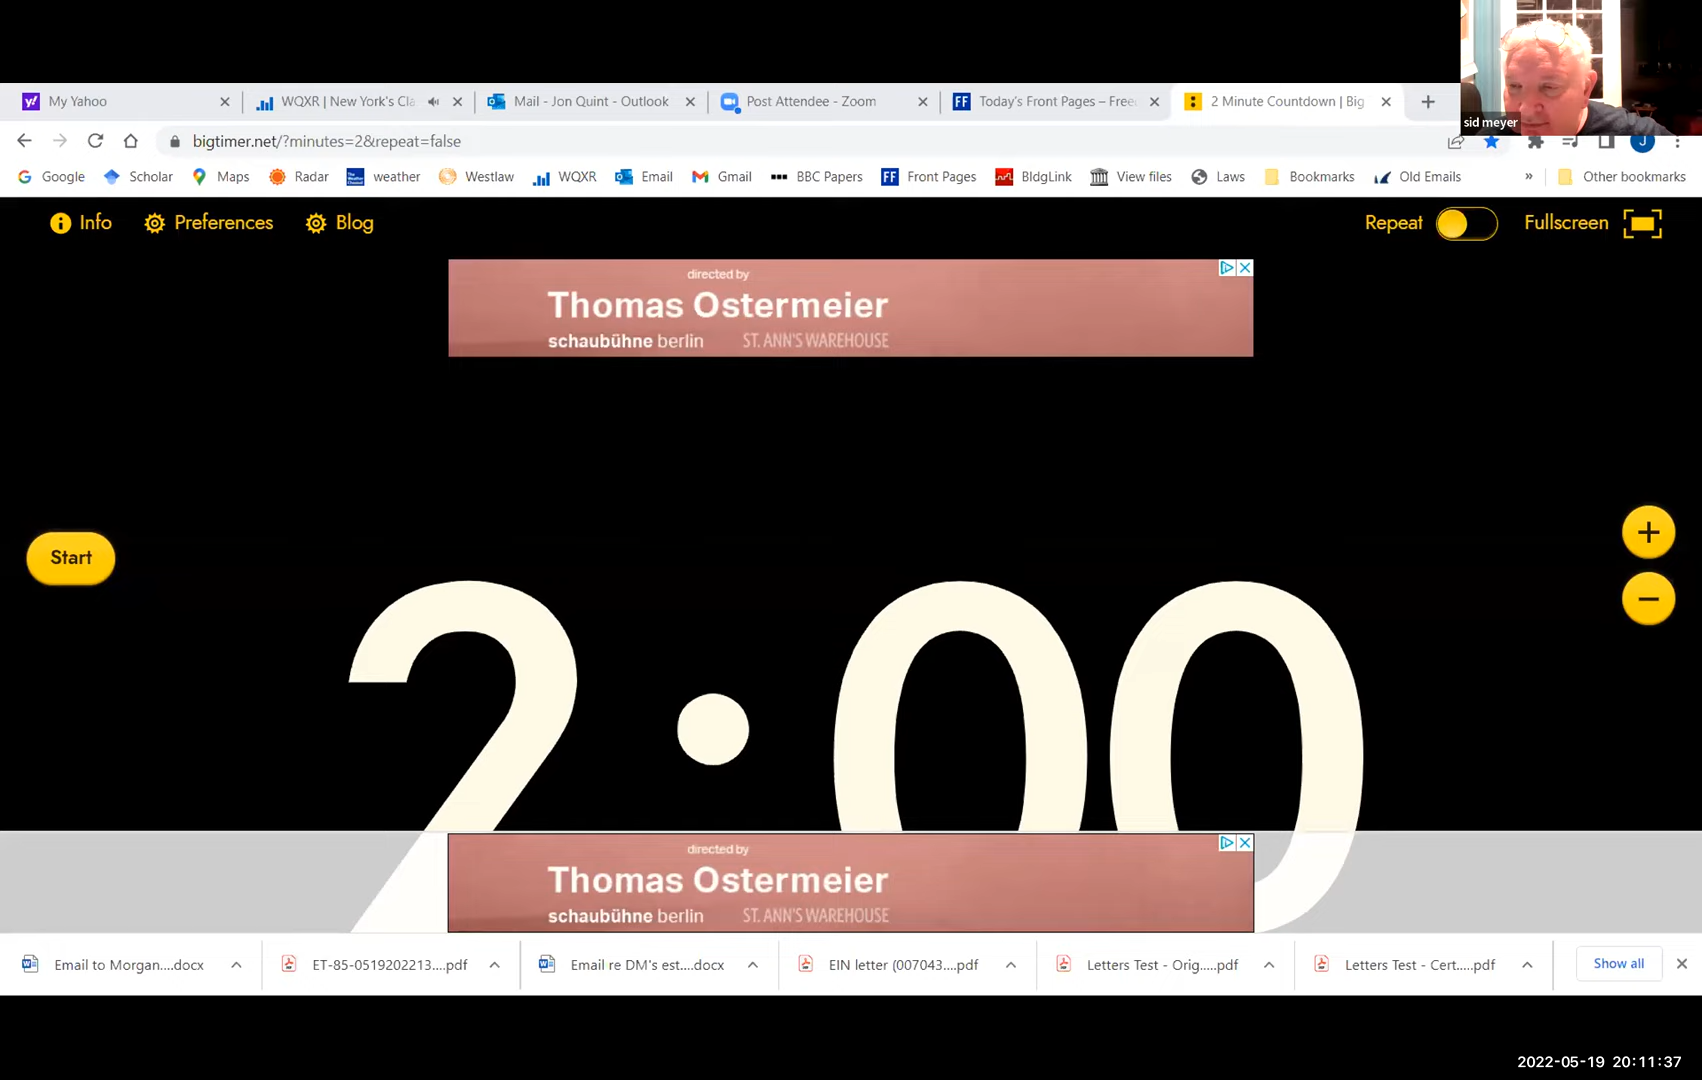 My Yahoo
WQXR | New York's Cla
Mail - Jon Quint - Outlook
Post Attendee - Zoom
FF Today's Front Pages – Free
2 Minute Countdown | Big
sid meyer
bigtimer.net/?minutes=2&repeat=false
J
Google
Scholar
Maps
Radar
weather
Westlaw
WQXR
Email
Gmail
BBC Papers
FF Front Pages
BldgLink
View files
Laws
Bookmarks
Old Emails
»
Other bookmarks
Info
Preferences
Blog
Repeat
Fullscreen
directed by
Thomas Ostermeier
schaubühne berlin ST. ANN'S WAREHOUSE
Start
+
−
2:00
directed by
Thomas Ostermeier
schaubühne berlin ST. ANN'S WAREHOUSE
Email to Morgan....docx
ET-85-0519202213....pdf
Email re DM's est....docx
EIN letter (007043....pdf
Letters Test - Orig.....pdf
Letters Test - Cert.....pdf
Show all
2022-05-19 20:11:37